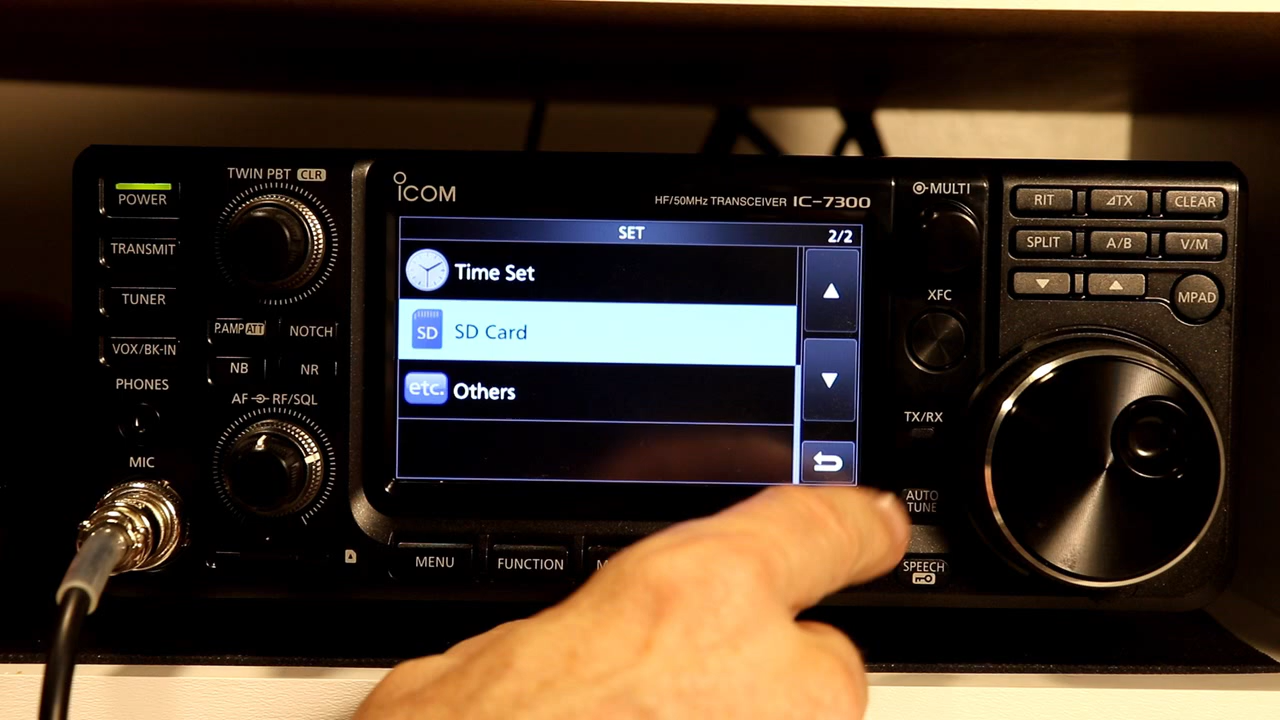 POWER
TRANSMIT
TUNER
VOX/BK-IN
PHONES
MIC
TWIN PBT CLR
P.AMP ATT
NOTCH
NB
NR
AF RF/SQL
ICOM
HF/50MHz TRANSCEIVER IC-7300
SET
2/2
Time Set
SD
SD Card
etc.
Others
MENU
FUNCTION
M
MULTI
XFC
TX/RX
AUTO
TUNE
SPEECH
RIT
⊿TX
CLEAR
SPLIT
A/B
V/M
MPAD